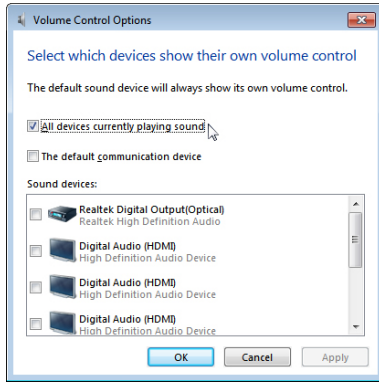 Volume Control Options
Select which devices show their own volume control
The default sound device will always show its own volume control.
All devices currently playing sound
The default communication device
Sound devices:
Realtek Digital Output(Optical)
Realtek High Definition Audio
Digital Audio (HDMI)
High Definition Audio Device
Digital Audio (HDMI)
High Definition Audio Device
Digital Audio (HDMI)
High Definition Audio Device
OK Cancel Apply